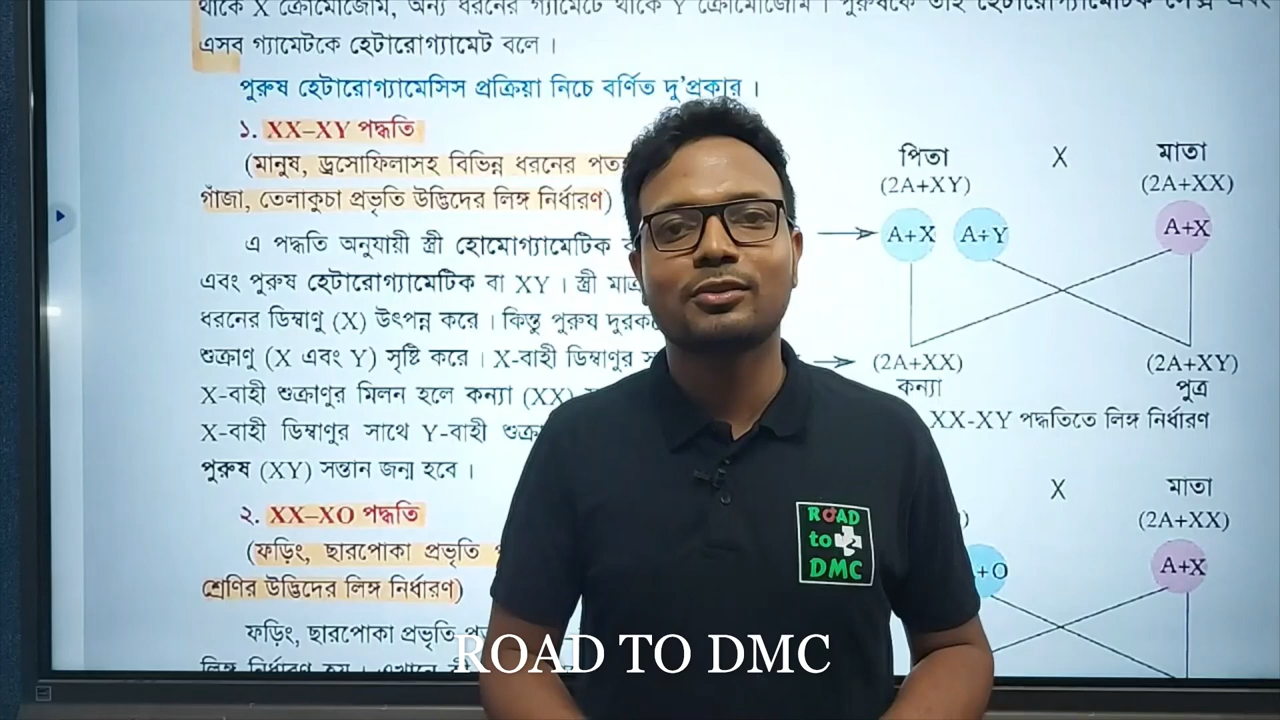 থাকে X ক্রোমোজোম, অন্য ধরনের গ্যামেটে থাকে Y ক্রোমোজোম। পুরুষকে তাই হেটারোগ্যামেটিক সেক্স এবং
এসব গ্যামেটকে হেটারোগ্যামেট বলে ।
পুরুষ হেটারোগ্যামেসিস প্রক্রিয়া নিচে বর্ণিত দু'প্রকার ।
১. XX–XY পদ্ধতি
(মানুষ, ড্রসোফিলাসহ বিভিন্ন ধরনের
গাঁজা, তেলাকুচা প্রভৃতি উদ্ভিদের লিঙ্গ নির্ধারণ)
এ পদ্ধতি অনুযায়ী স্ত্রী হোমোগ্যামেটিক
এবং পুরুষ হেটারোগ্যামেটিক বা XY । স্ত্রী
ধরনের ডিম্বাণু (X) উৎপন্ন করে । কিন্তু পুরুষ
শুক্রাণু (X এবং Y) সৃষ্টি করে । X-বাহী ডিম্বাণুর
X-বাহী শুক্রাণুর মিলন হলে কন্যা (XX)
X-বাহী ডিম্বাণুর সাথে Y-বাহী
পুরুষ (XY) সন্তান জন্ম হবে ।
২. XX–XO পদ্ধতি
(ফড়িং, ছারপোকা প্রভৃতি
শ্রেণির উদ্ভিদের লিঙ্গ নির্ধারণ)
ফড়িং, ছারপোকা প্রভৃতি
লিঙ্গ নির্ধারণ হয় । এখানে
পিতা X মাতা
(2A+XY) (2A+XX)
A+X A+Y A+X
(2A+XX) (2A+XY)
কন্যা পুত্র
XX-XY পদ্ধতিতে লিঙ্গ নির্ধারণ
X মাতা
) (2A+XX)
+O A+X
ROAD
to
DMC
ROAD TO DMC